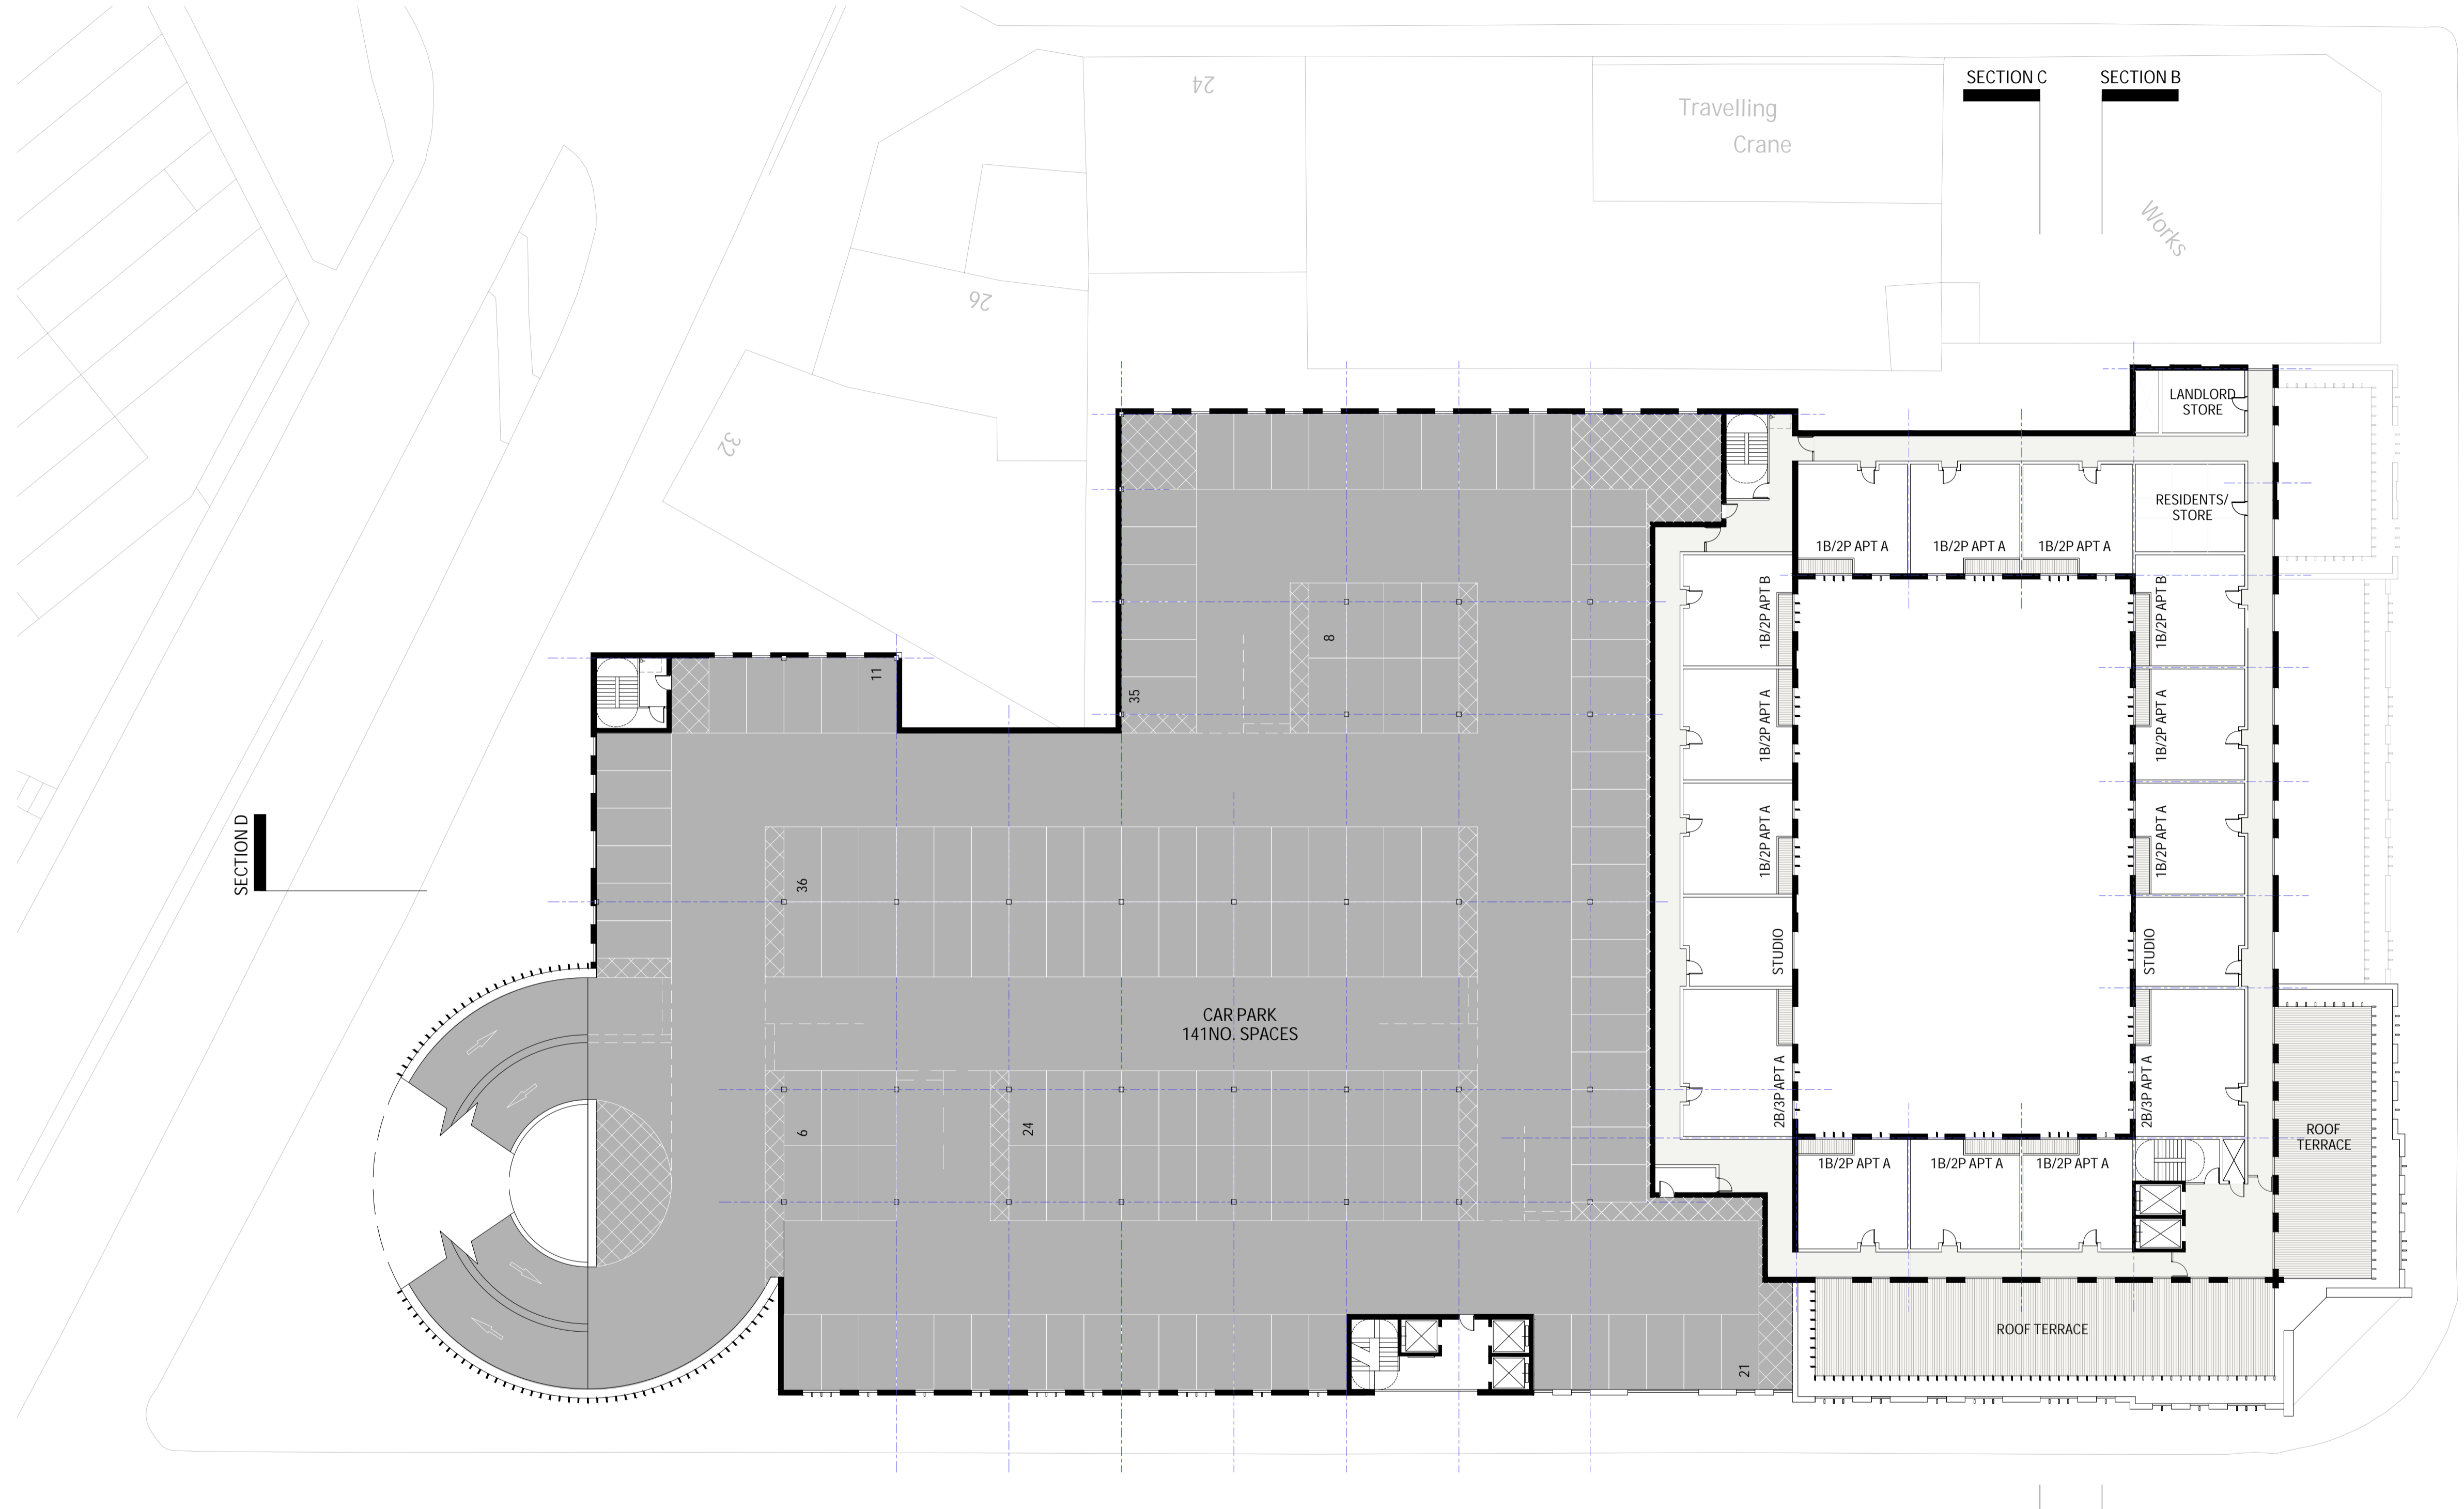 24
SECTION C
SECTION B
Travelling
Crane
Works
26
32
LANDLORD
STORE
RESIDENTS/
STORE
1B/2P APT A
1B/2P APT A
1B/2P APT A
1B/2P APT B
1B/2P APT B
8
11
35
1B/2P APT A
1B/2P APT A
SECTION D
36
1B/2P APT A
1B/2P APT A
STUDIO
STUDIO
CAR PARK
141NO. SPACES
2B/3P APT A
2B/3P APT A
6
24
ROOF
TERRACE
1B/2P APT A
1B/2P APT A
1B/2P APT A
ROOF TERRACE
21